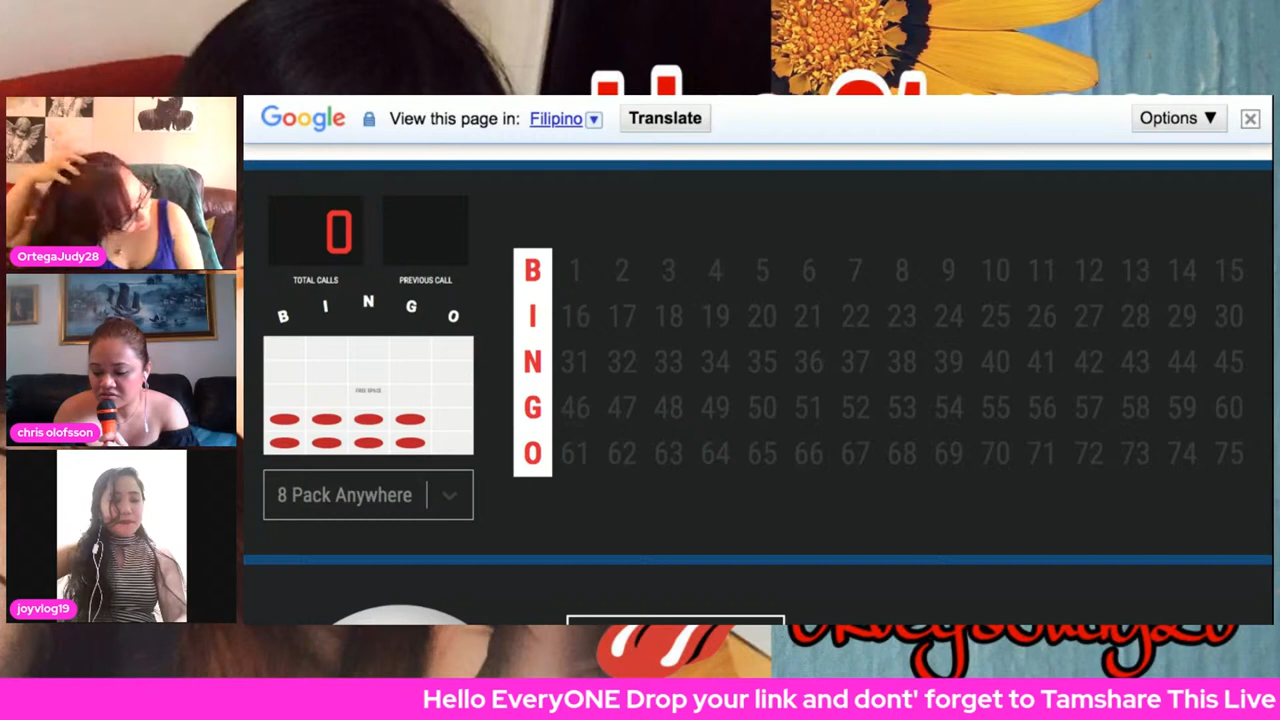 Google View this page in: Filipino Translate Options ▼
OrtegaJudy28
chris olofsson
joyvlog19
0
TOTAL CALLS PREVIOUS CALL
B I N G O
FREE SPACE
8 Pack Anywhere
B 1 2 3 4 5 6 7 8 9 10 11 12 13 14 15
I 16 17 18 19 20 21 22 23 24 25 26 27 28 29 30
N 31 32 33 34 35 36 37 38 39 40 41 42 43 44 45
G 46 47 48 49 50 51 52 53 54 55 56 57 58 59 60
O 61 62 63 64 65 66 67 68 69 70 71 72 73 74 75
Hello EveryONE Drop your link and dont' forget to Tamshare This Live